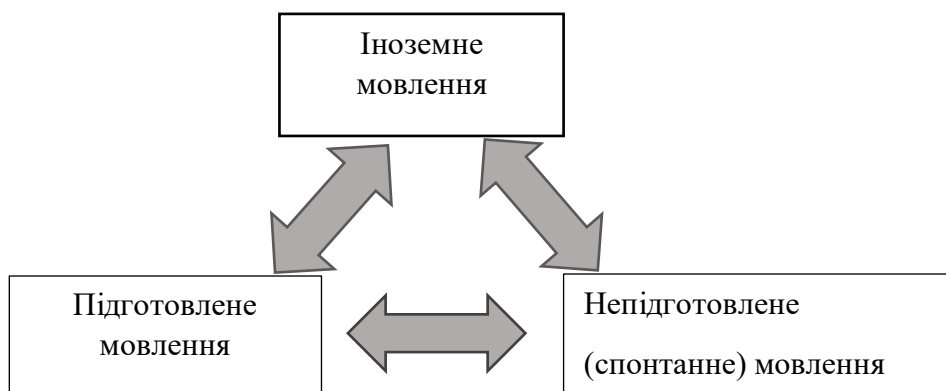 Іноземне
мовлення
Підготовлене
мовлення
Непідготовлене
(спонтанне) мовлення